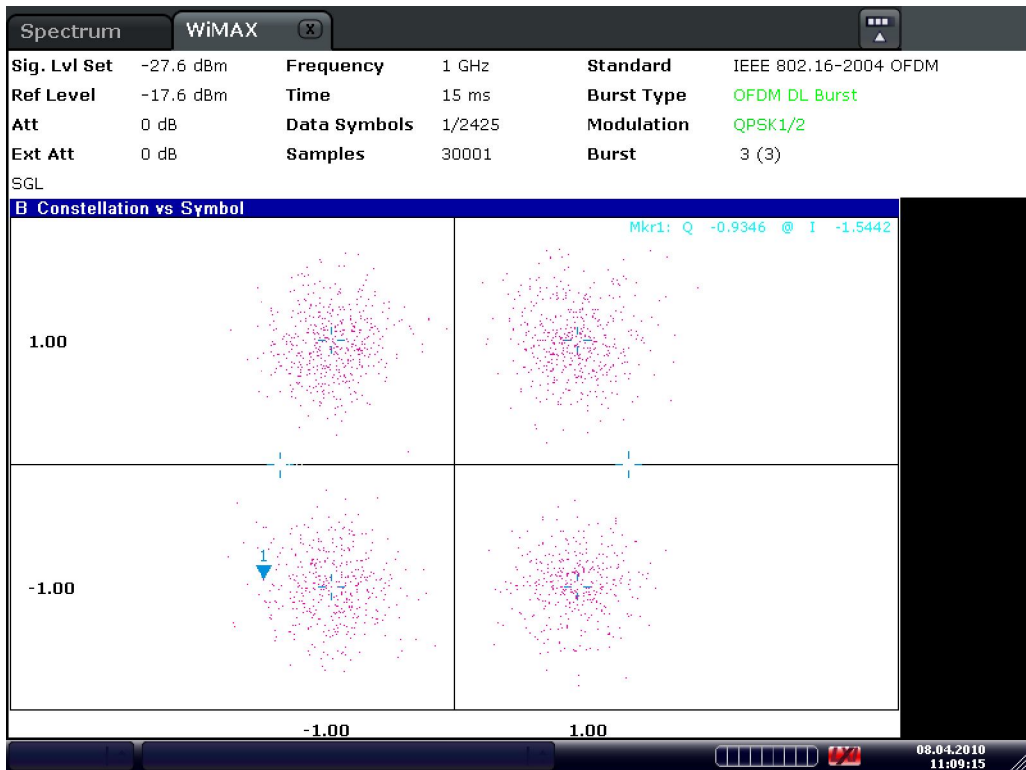 Spectrum WiMAX X
Sig. Lvl Set -27.6 dBm Frequency 1 GHz Standard IEEE 802.16-2004 OFDM
Ref Level -17.6 dBm Time 15 ms Burst Type OFDM DL Burst
Att 0 dB Data Symbols 1/2425 Modulation QPSK1/2
Ext Att 0 dB Samples 30001 Burst 3 (3)
SGL
B Constellation vs Symbol
Mkr1: Q -0.9346 @ I -1.5442
1.00
1
-1.00
-1.00 1.00
08.04.2010
11:09:15